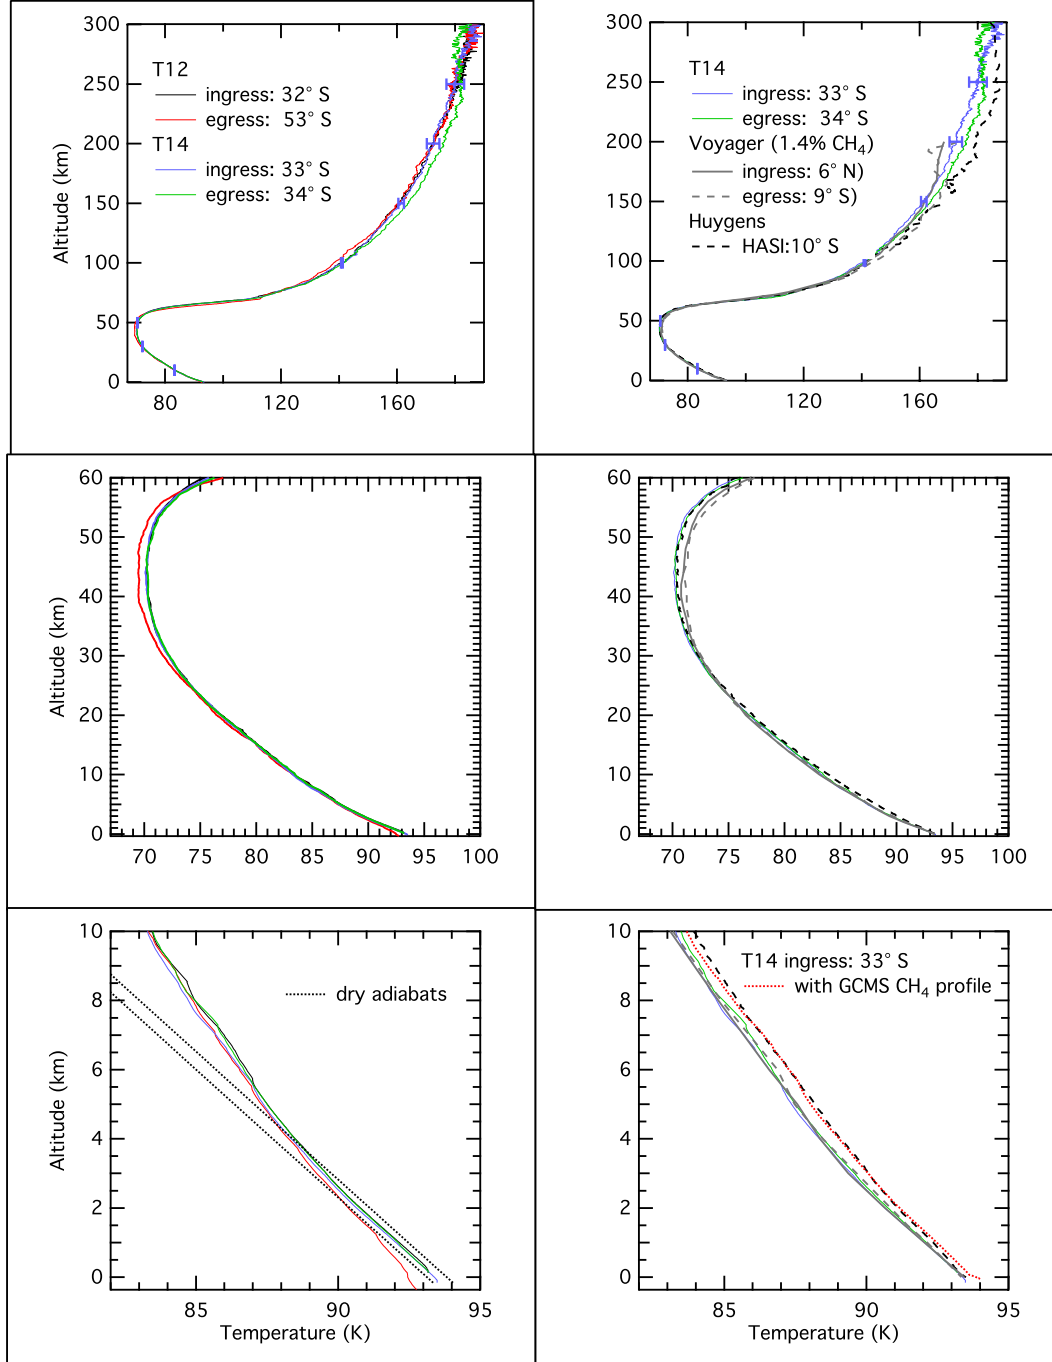 300
250
200
150
100
50
0
Altitude (km)
T12
ingress: 32° S
egress: 53° S
T14
ingress: 33° S
egress: 34° S
80 120 160
300
250
200
150
100
50
0
T14
ingress: 33° S
egress: 34° S
Voyager (1.4% CH₄)
ingress: 6° N)
egress: 9° S)
Huygens
HASI:10° S
80 120 160
60
50
40
30
20
10
0
Altitude (km)
70 75 80 85 90 95 100
60
50
40
30
20
10
0
70 75 80 85 90 95 100
10
8
6
4
2
0
Altitude (km)
dry adiabats
85 90 95
Temperature (K)
10
8
6
4
2
0
T14 ingress: 33° S
with GCMS CH₄ profile
85 90 95
Temperature (K)